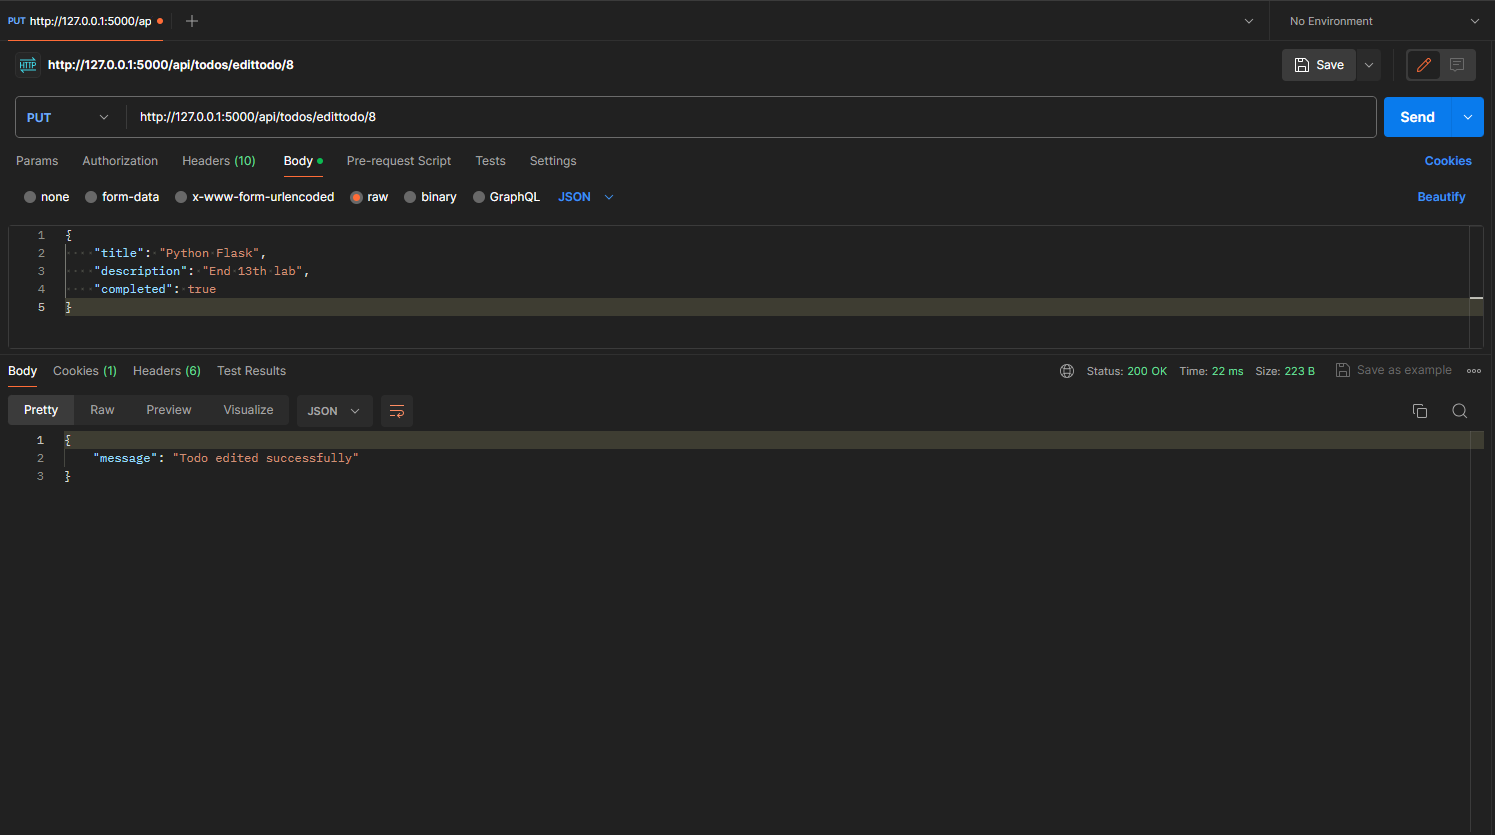 PUT http://127.0.0.1:5000/ap
No Environment
HTTP http://127.0.0.1:5000/api/todos/edittodo/8
Save
PUT http://127.0.0.1:5000/api/todos/edittodo/8
Send
Params Authorization Headers (10) Body Pre-request Script Tests Settings Cookies
none form-data x-www-form-urlencoded raw binary GraphQL JSON Beautify
1 {
2 "title": "Python Flask",
3 "description": "End 13th lab",
4 "completed": true
5 }
Body Cookies (1) Headers (6) Test Results Status: 200 OK Time: 22 ms Size: 223 B Save as example
Pretty Raw Preview Visualize JSON
1 {
2 "message": "Todo edited successfully"
3 }